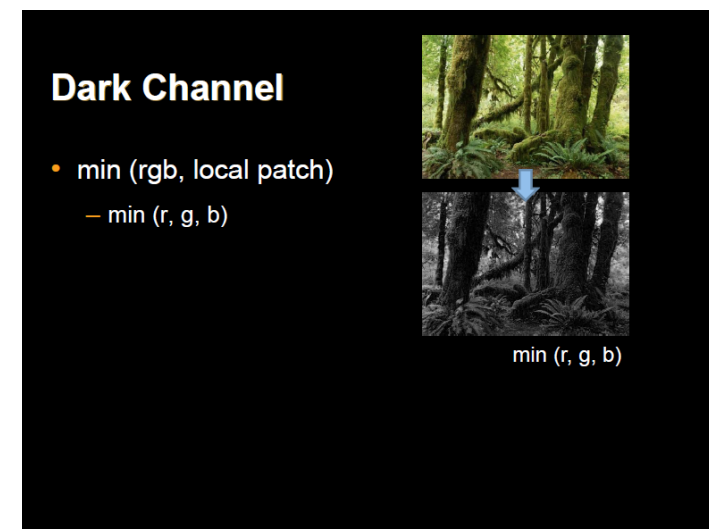 Dark Channel
• min (rgb, local patch)
– min (r, g, b)
min (r, g, b)